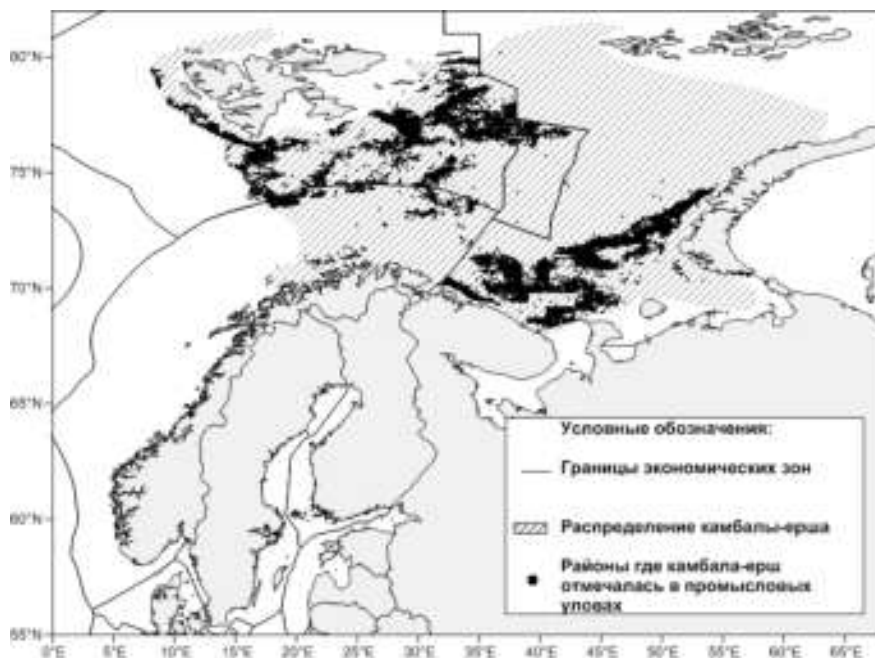 80°N
75°N
70°N
65°N
60°N
55°N
Условные обозначения:
Границы экономических зон
Распределение камбалы-ерша
Районы где камбала-ерш
отмечалась в промысловых
уловах
0°E 5°E 10°E 15°E 20°E 25°E 30°E 35°E 40°E 45°E 50°E 55°E 60°E 65°E